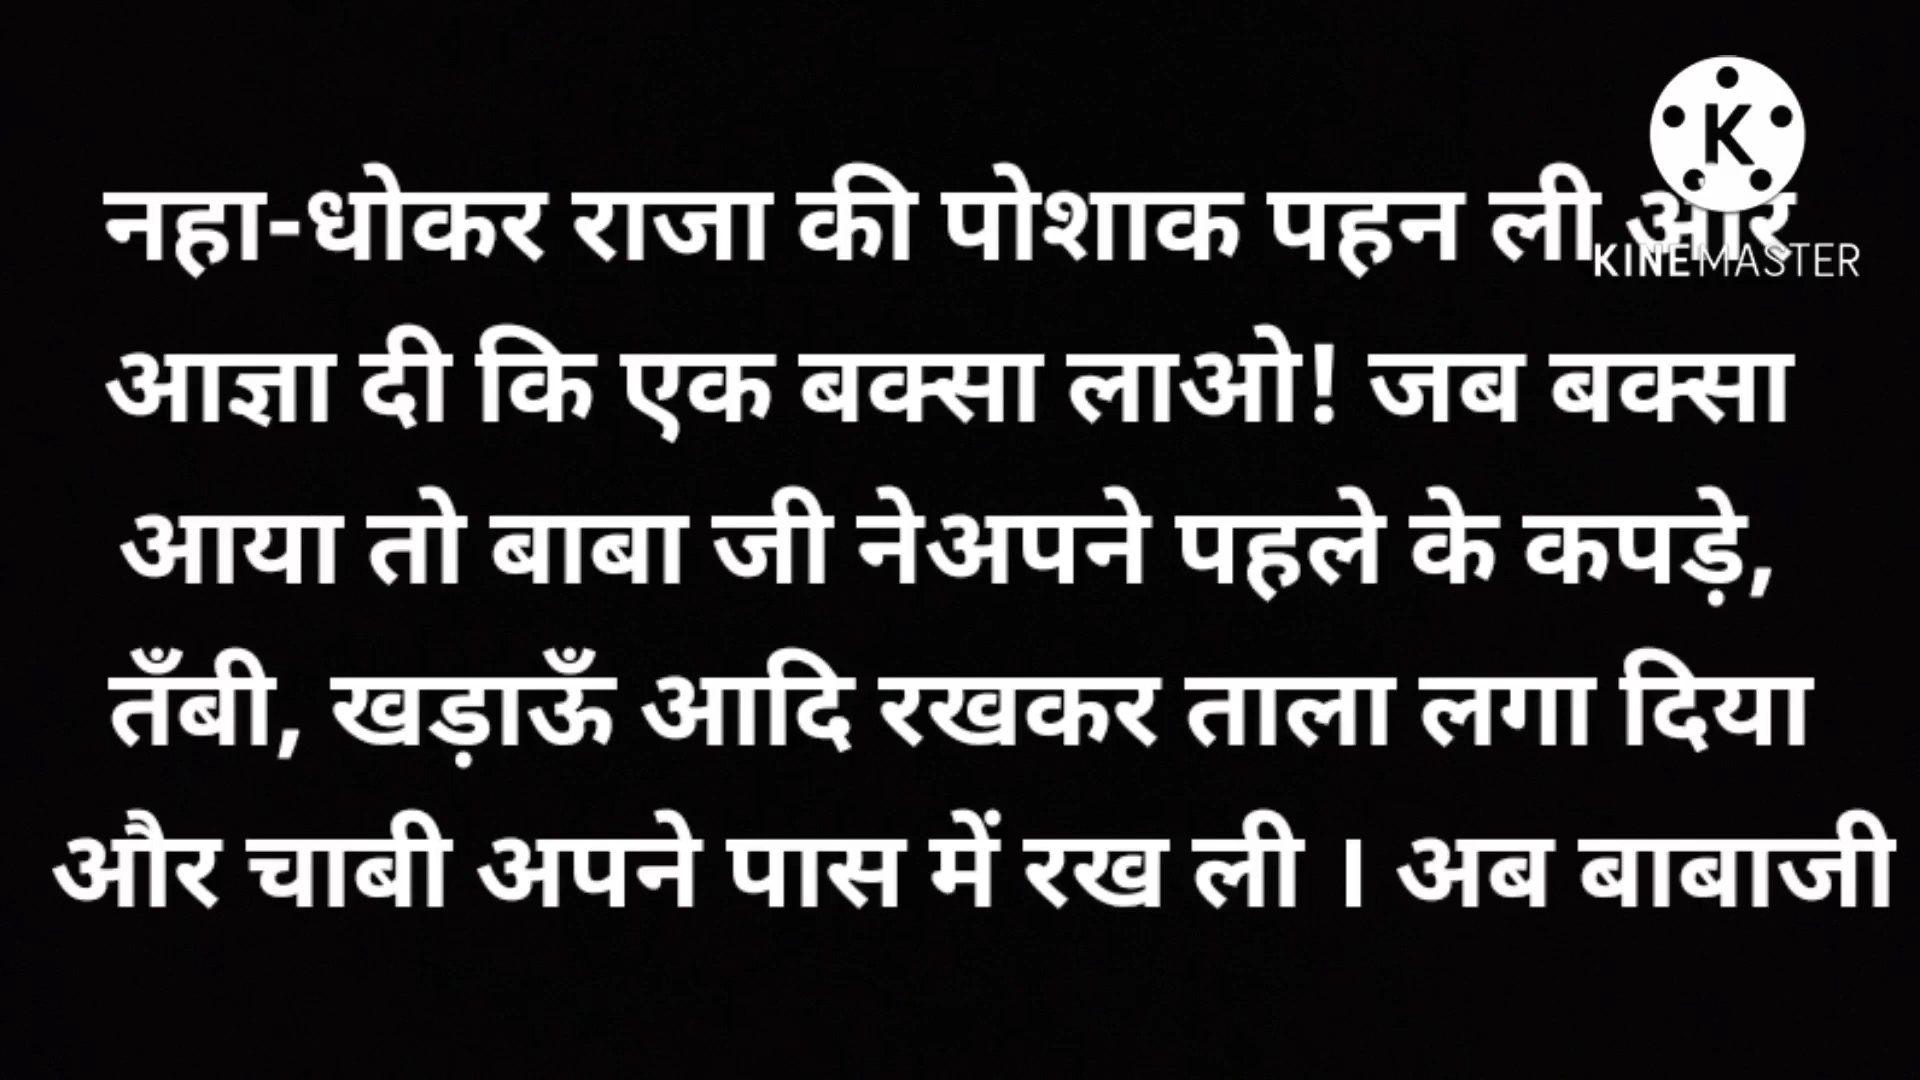 नहा-धोकर राजा की पोशाक पहन ली और
आज्ञा दी कि एक बक्सा लाओ! जब बक्सा
आया तो बाबा जी नेअपने पहले के कपड़े,
तँबी, खड़ाऊँ आदि रखकर ताला लगा दिया
और चाबी अपने पास में रख ली । अब बाबाजी
K
KINEMASTER